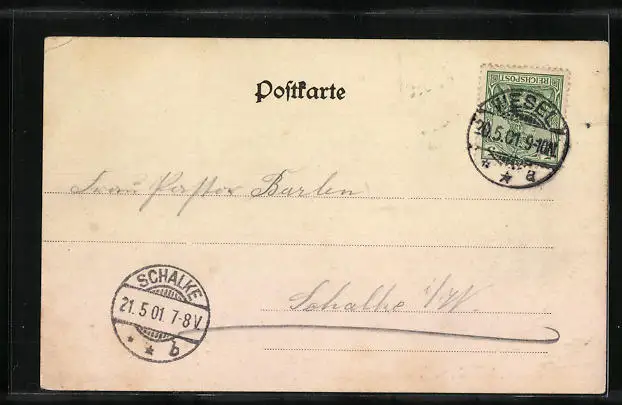 Postkarte
REICHSPOST
WESEL
20.5.01.9-10N
* * a
Frau Pastor Barlen
Schalke i/W.
SCHALKE
21.5.01.7-8V
* * b